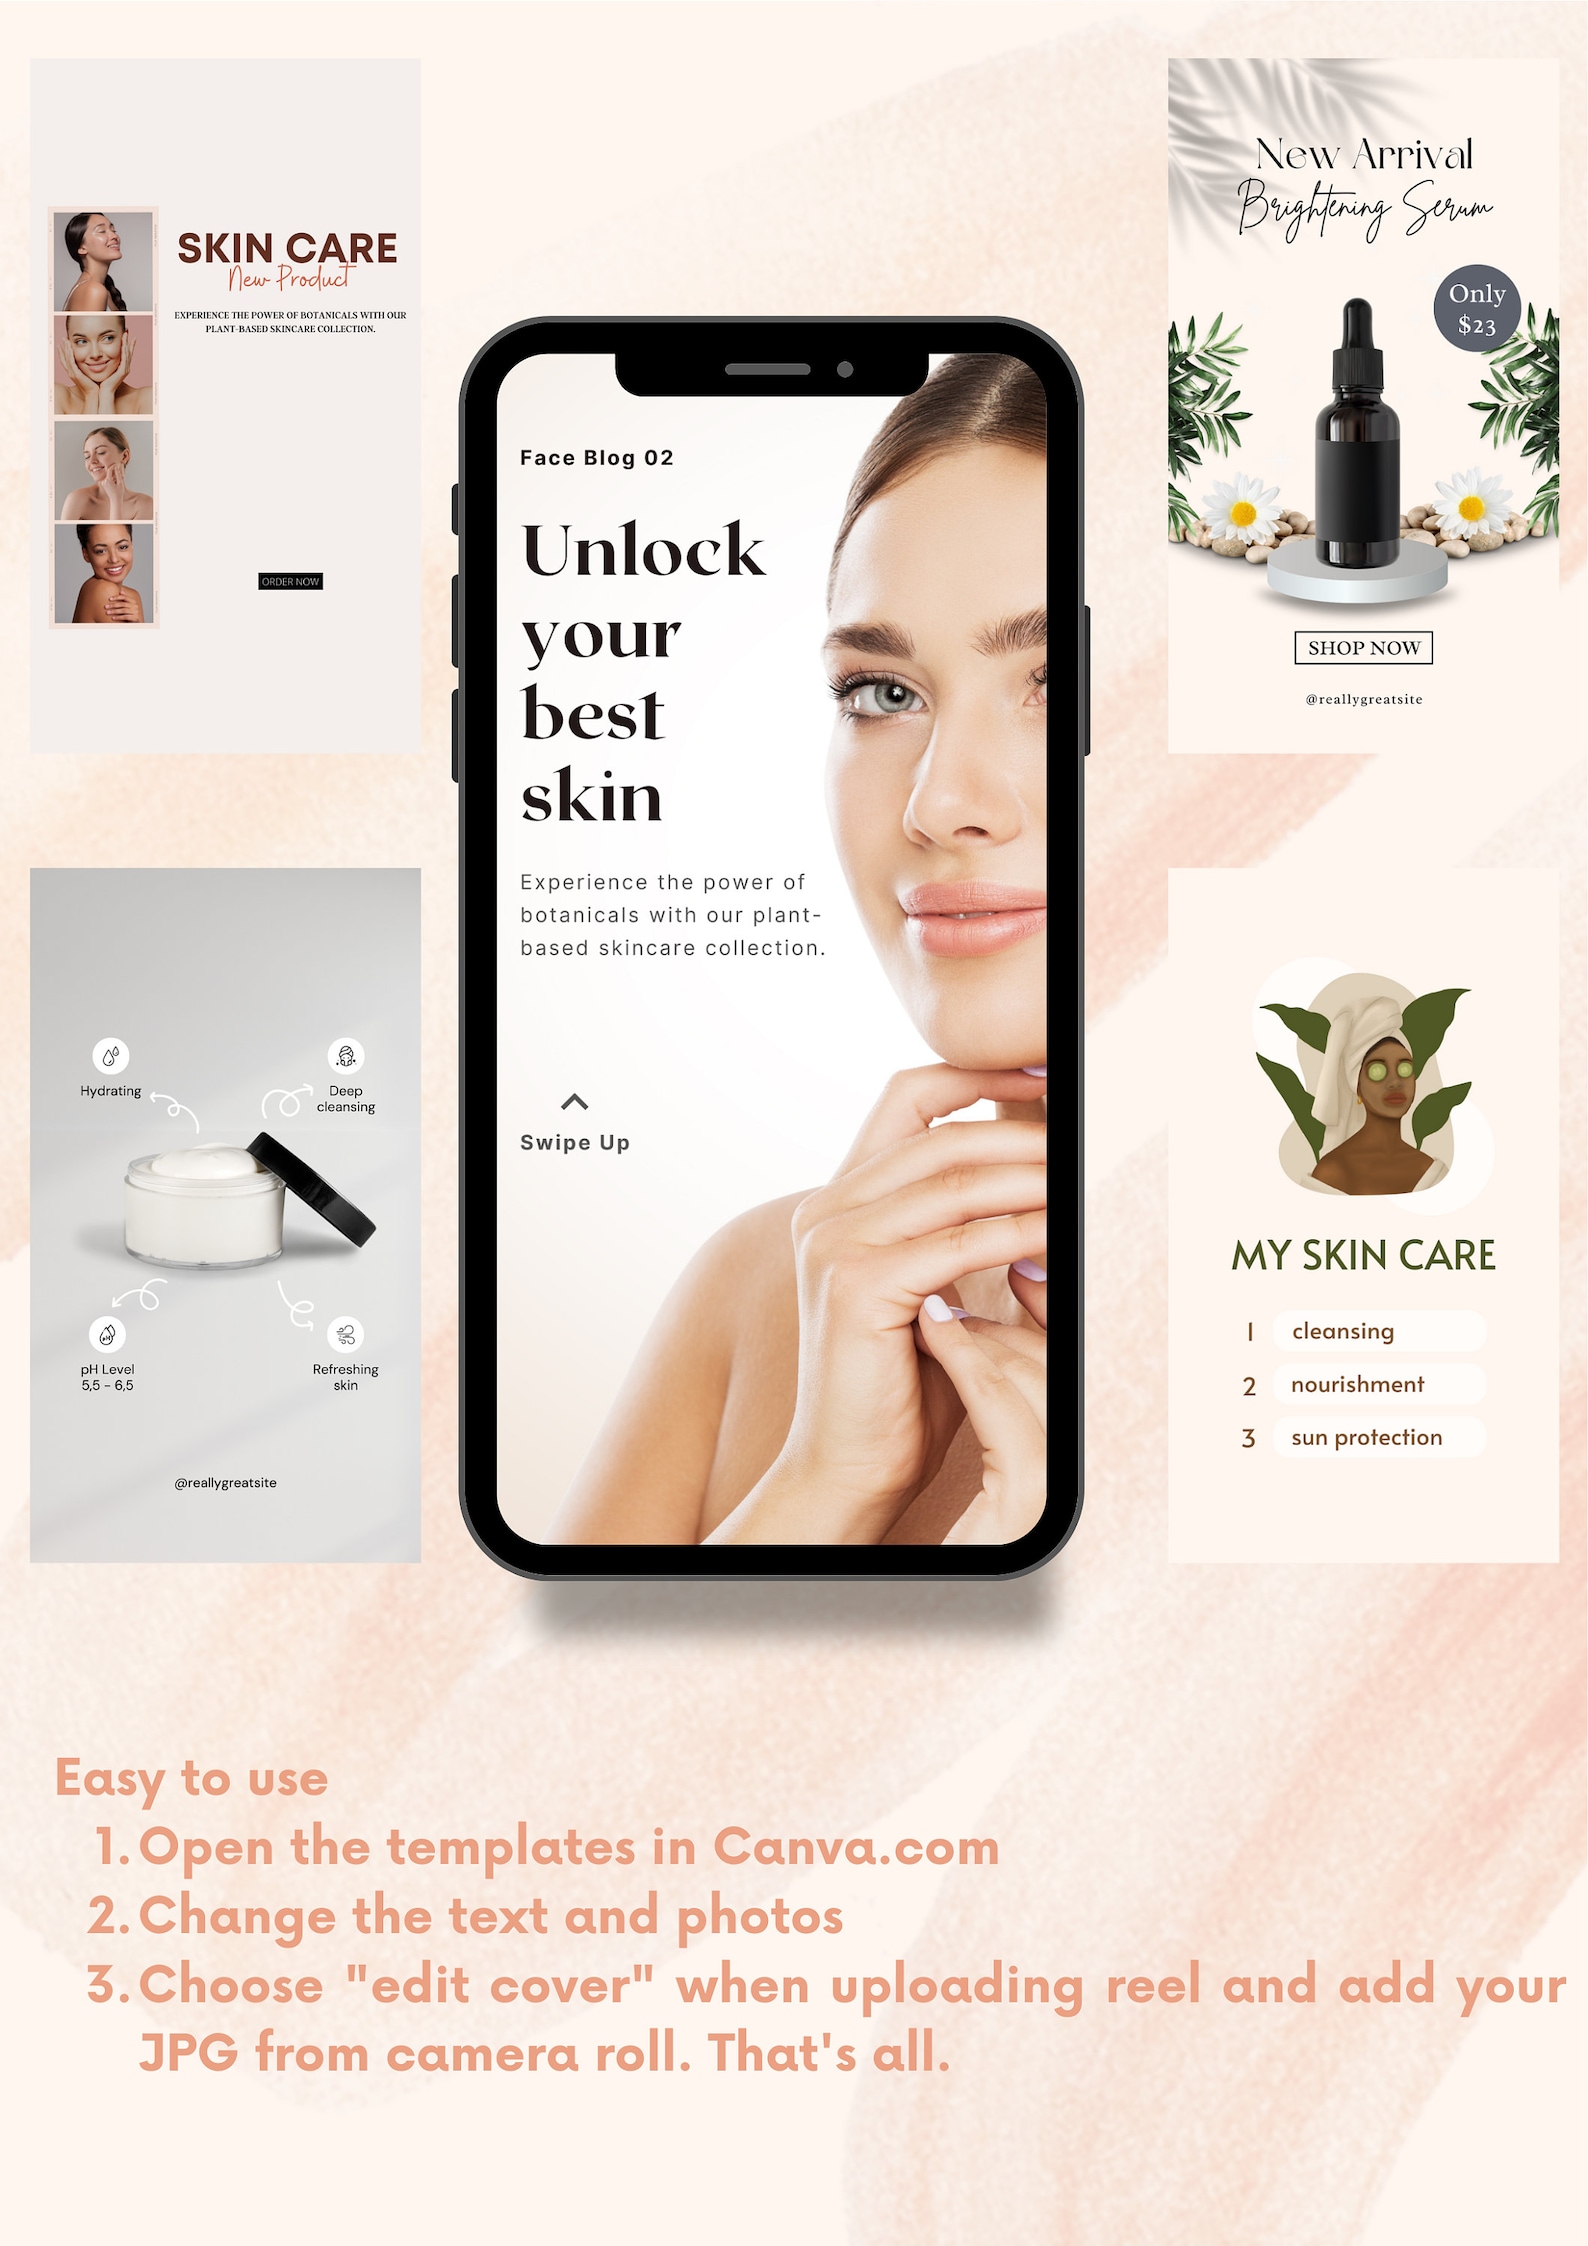 SKIN CARE
New Product
EXPERIENCE THE POWER OF BOTANICALS WITH OUR
PLANT-BASED SKINCARE COLLECTION.
ORDER NOW
New Arrival
Brightening Serum
Only
$23
SHOP NOW
@reallygreatsite
Face Blog 02
Unlock
your
best
skin
Experience the power of
botanicals with our plant-
based skincare collection.
Swipe Up
Hydrating
Deep
cleansing
pH Level
5,5 - 6,5
Refreshing
skin
@reallygreatsite
MY SKIN CARE
1 cleansing
2 nourishment
3 sun protection
Easy to use
1. Open the templates in Canva.com
2. Change the text and photos
3. Choose "edit cover" when uploading reel and add your
JPG from camera roll. That's all.